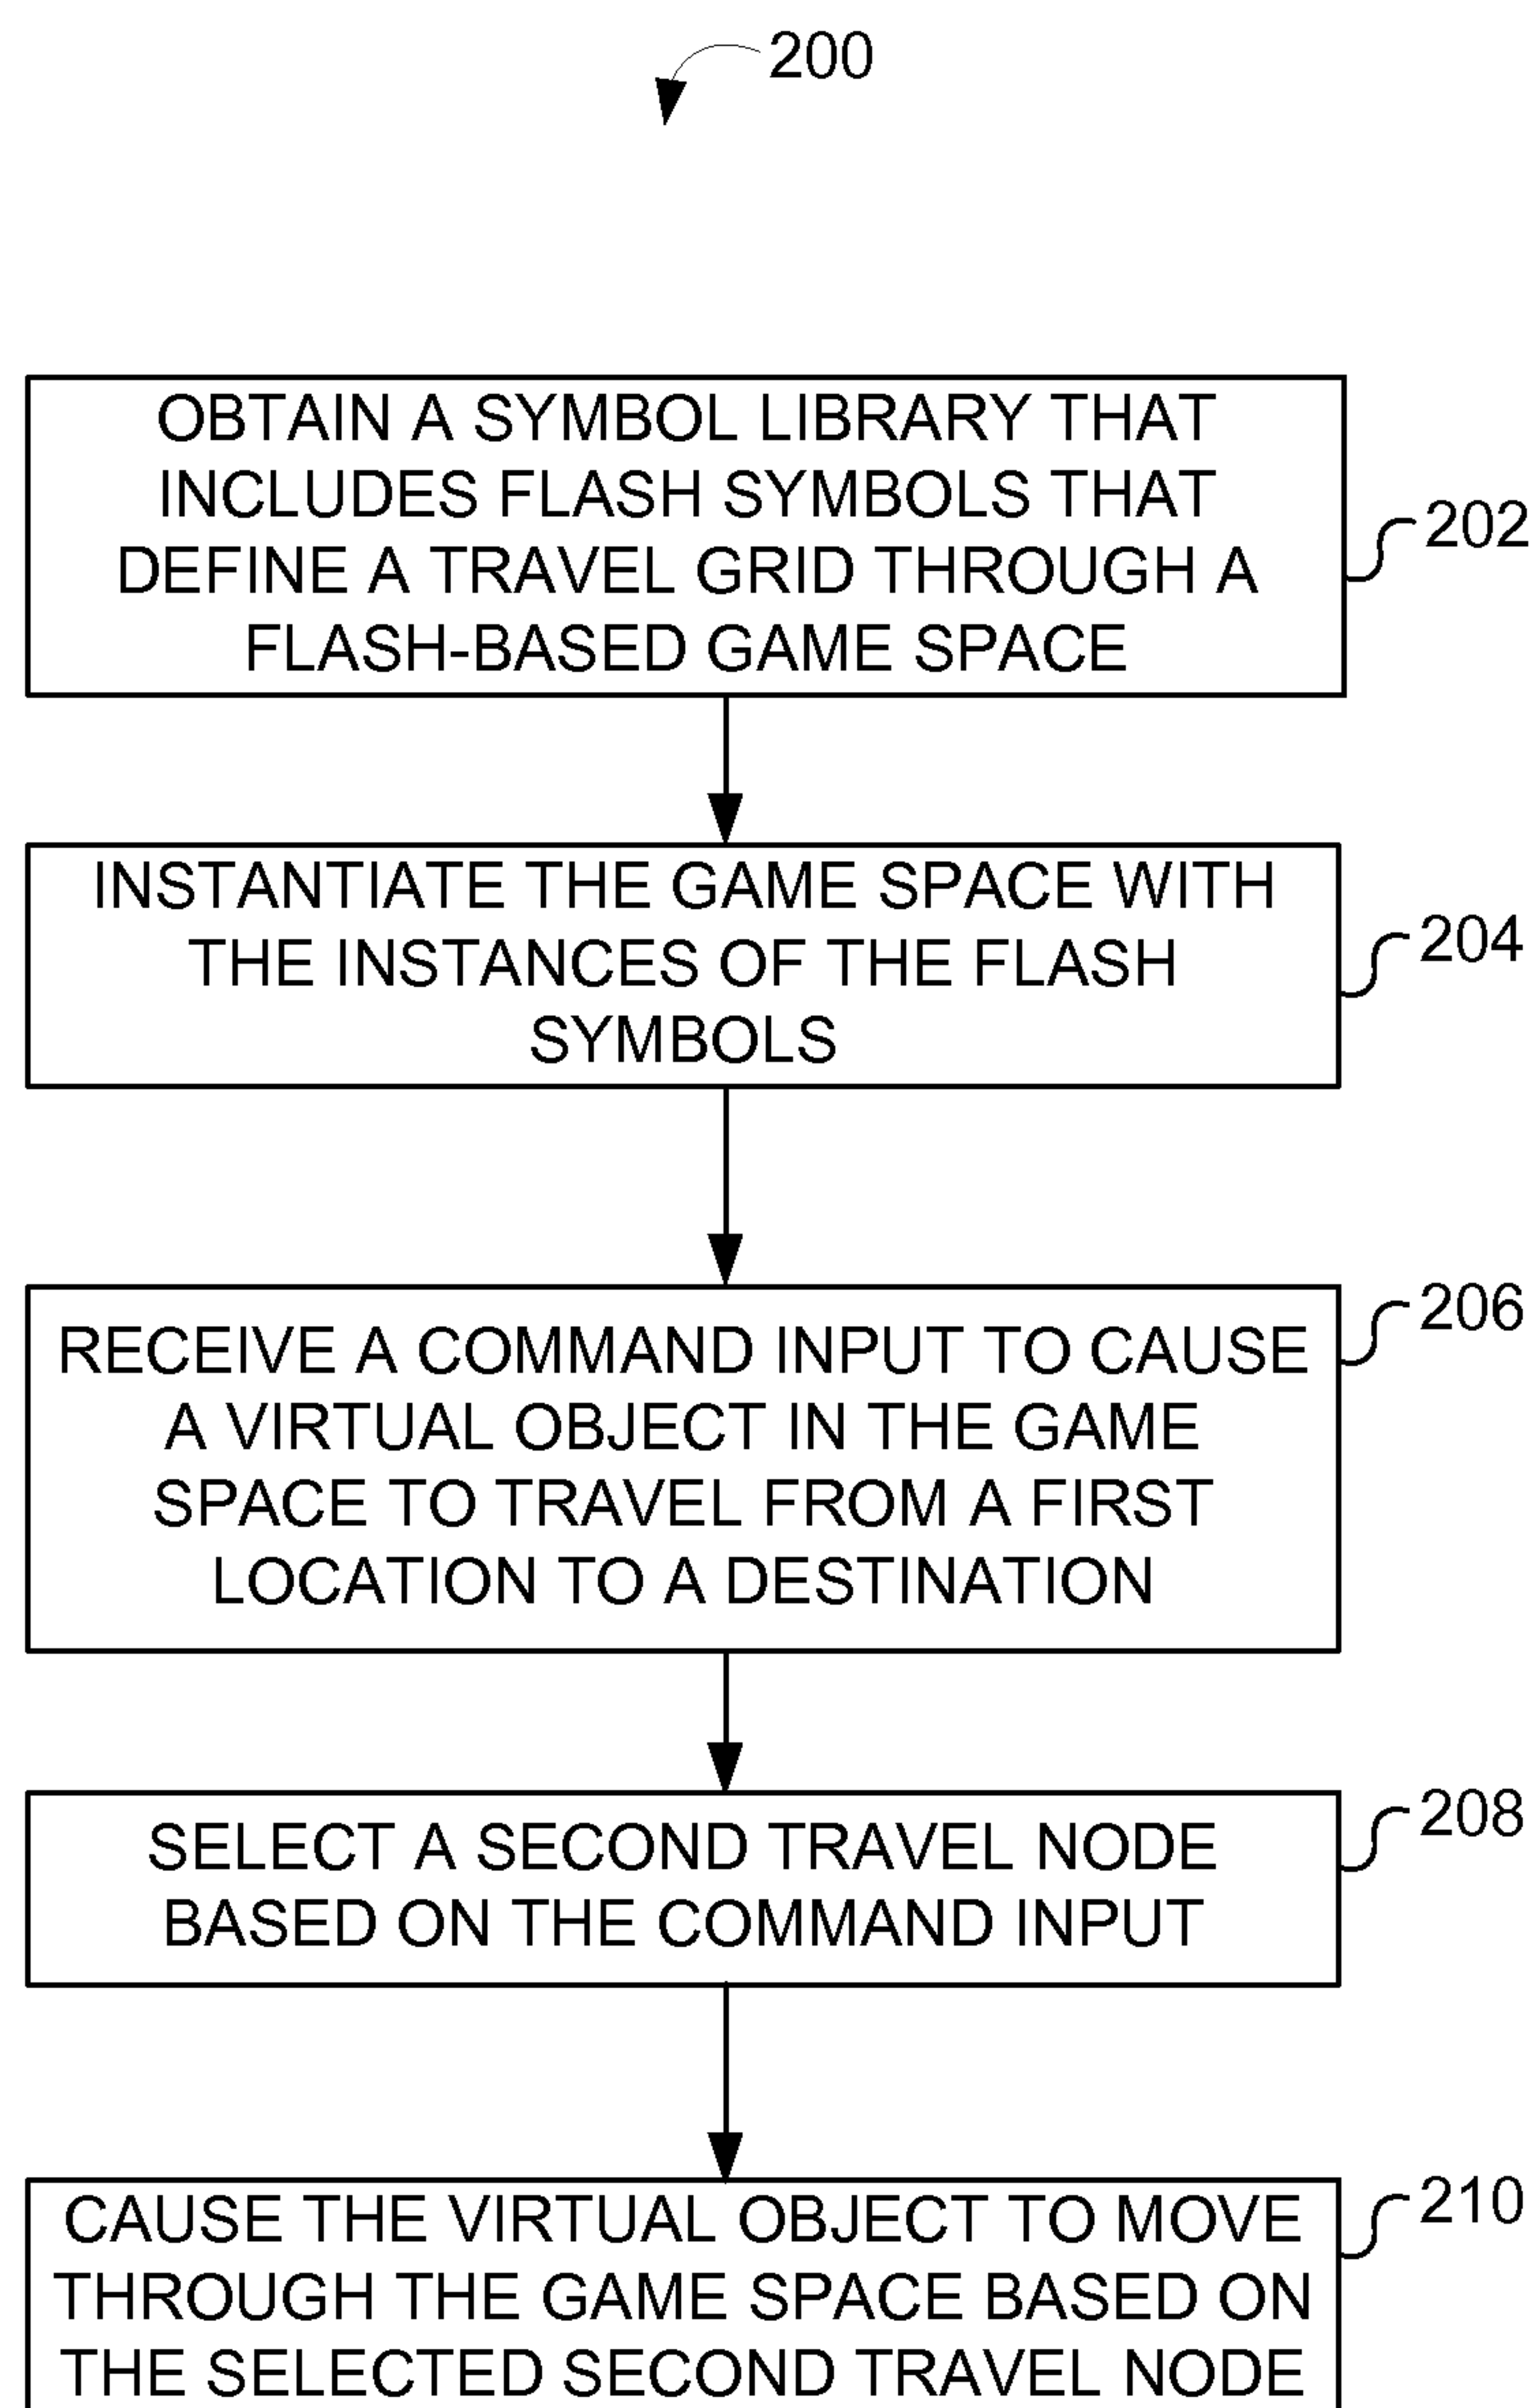 200
OBTAIN A SYMBOL LIBRARY THAT
INCLUDES FLASH SYMBOLS THAT
DEFINE A TRAVEL GRID THROUGH A
FLASH-BASED GAME SPACE
202
INSTANTIATE THE GAME SPACE WITH
THE INSTANCES OF THE FLASH
SYMBOLS
204
RECEIVE A COMMAND INPUT TO CAUSE
A VIRTUAL OBJECT IN THE GAME
SPACE TO TRAVEL FROM A FIRST
LOCATION TO A DESTINATION
206
SELECT A SECOND TRAVEL NODE
BASED ON THE COMMAND INPUT
208
CAUSE THE VIRTUAL OBJECT TO MOVE
THROUGH THE GAME SPACE BASED ON
THE SELECTED SECOND TRAVEL NODE
210